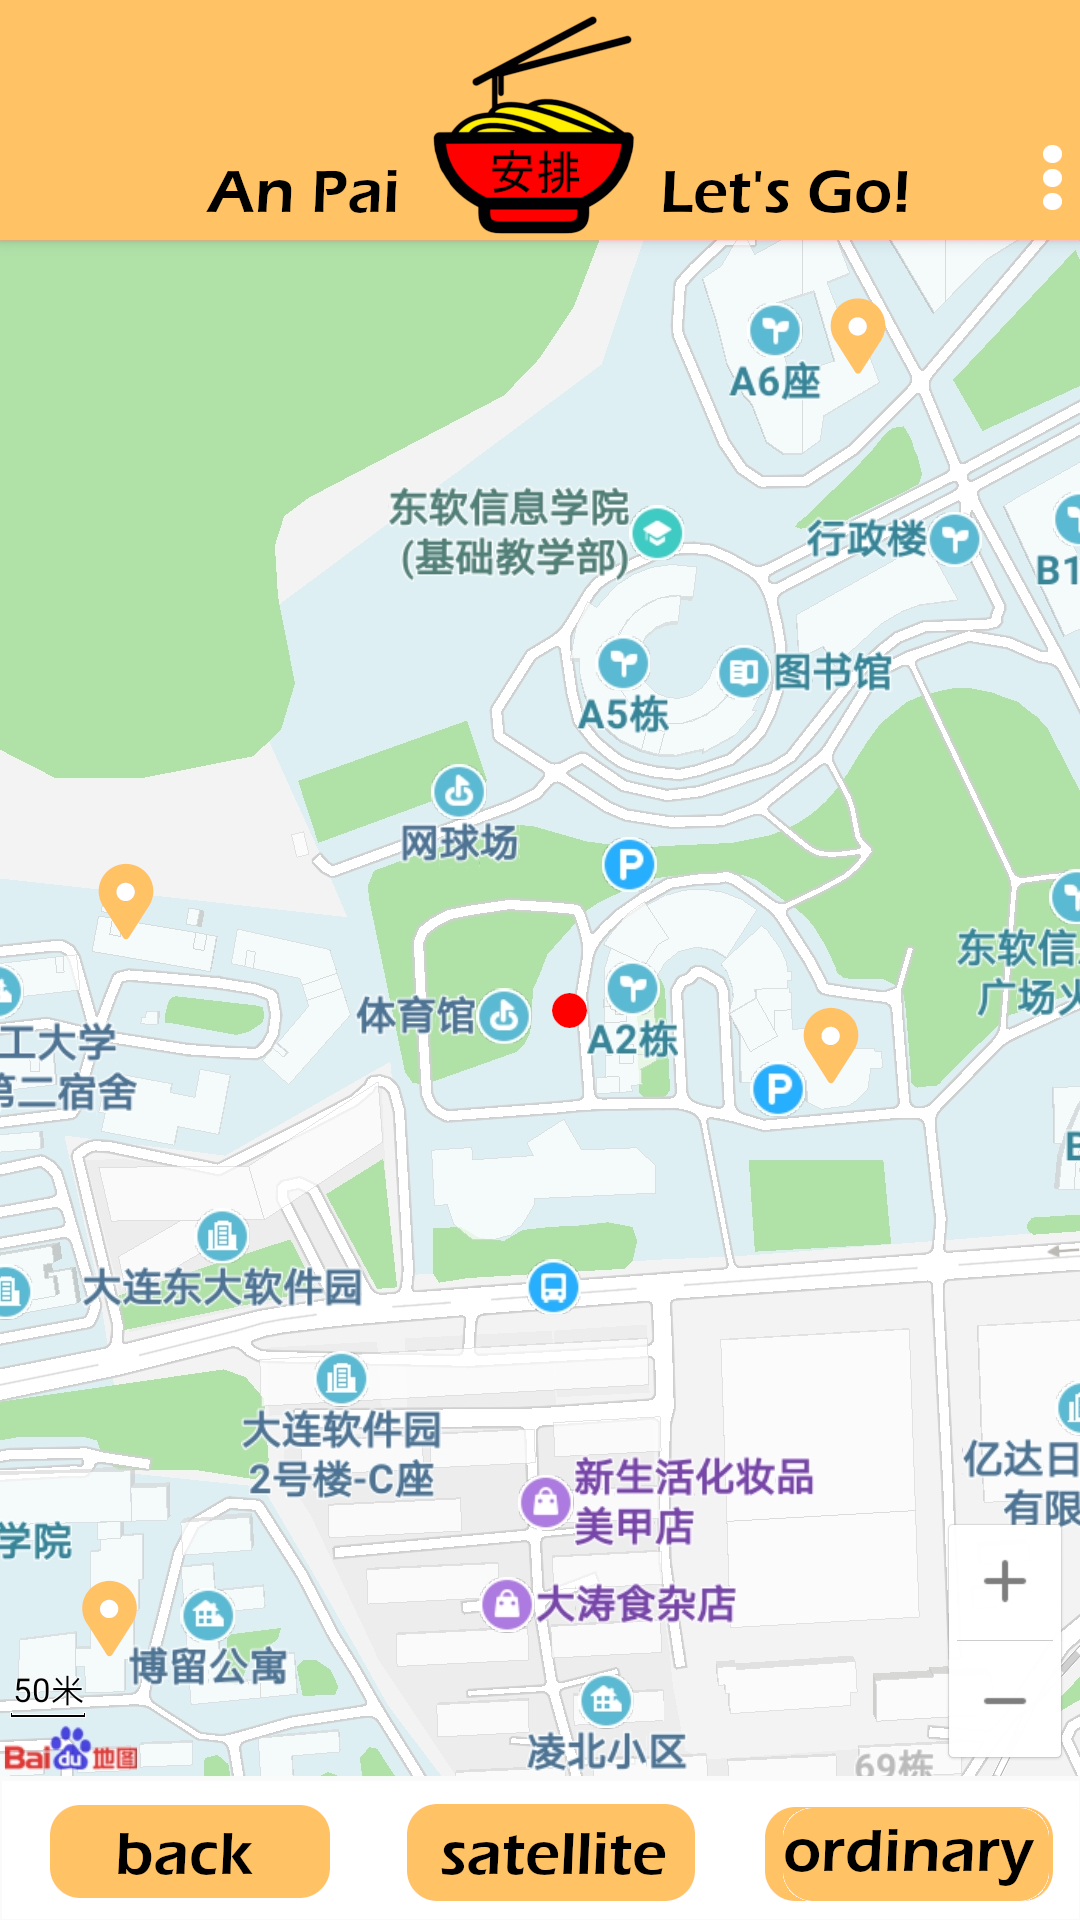 安排
An Pai
Let's Go!
A6座
东软信息学院
(基础教学部)
行政楼
B1
A5栋
图书馆
网球场
P
东软信
广场火
体育馆
A2栋
工大学
第二宿舍
P
大连东大软件园
大连软件园
2号楼-C座
新生活化妆品
美甲店
亿达日
有限
学院
大涛食杂店
博留公寓
50米
凌北小区
69栋
Bai du 地图
back
satellite
ordinary